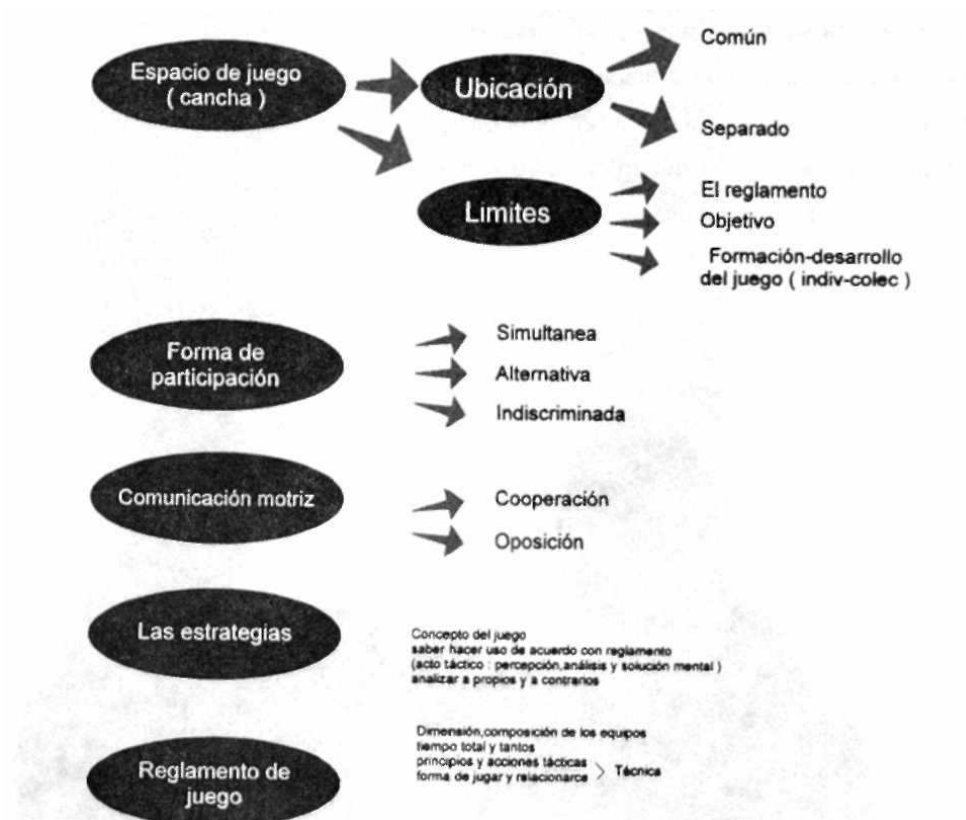 Espacio de juego
( cancha )
Ubicación
Común
Separado
Limites
El reglamento
Objetivo
Formación-desarrollo
del juego ( indiv-colec )
Forma de
participación
Simultanea
Alternativa
Indiscriminada
Comunicación motriz
Cooperación
Oposición
Las estrategias
Concepto del juego
saber hacer uso de acuerdo con reglamento
(acto táctico : percepción,análisis y solución mental )
analizar a propios y a contrarios
Reglamento de
juego
Dimensión,composición de los equipos
tiempo total y tantos
principios y acciones tácticas
forma de jugar y relacionarce
Técnica